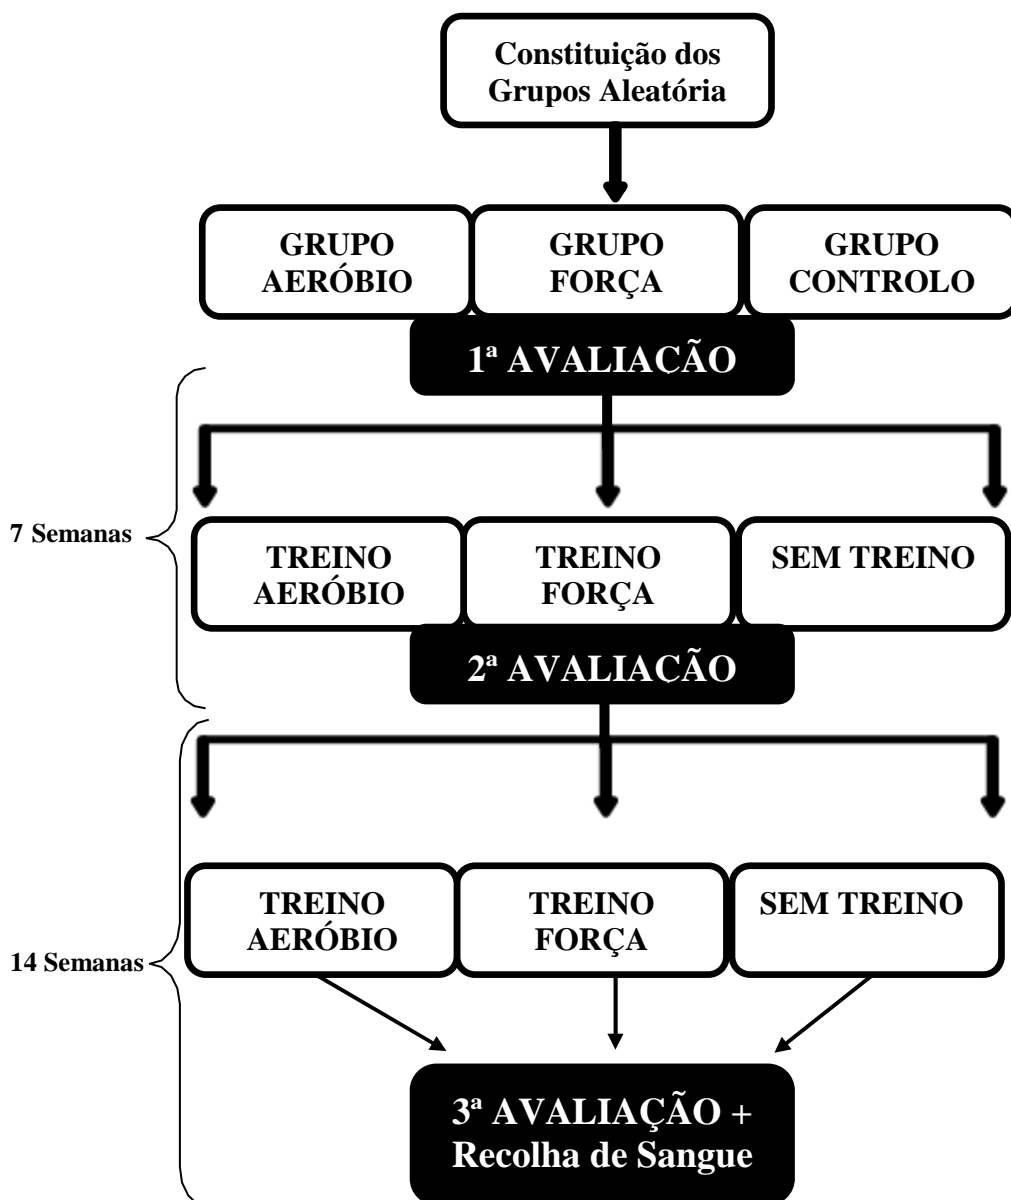 Constituição dos
Grupos Aleatória
GRUPO
AERÓBIO
GRUPO
FORÇA
GRUPO
CONTROLO
1ª AVALIAÇÃO
7 Semanas
TREINO
AERÓBIO
TREINO
FORÇA
SEM TREINO
2ª AVALIAÇÃO
14 Semanas
TREINO
AERÓBIO
TREINO
FORÇA
SEM TREINO
3ª AVALIAÇÃO +
Recolha de Sangue